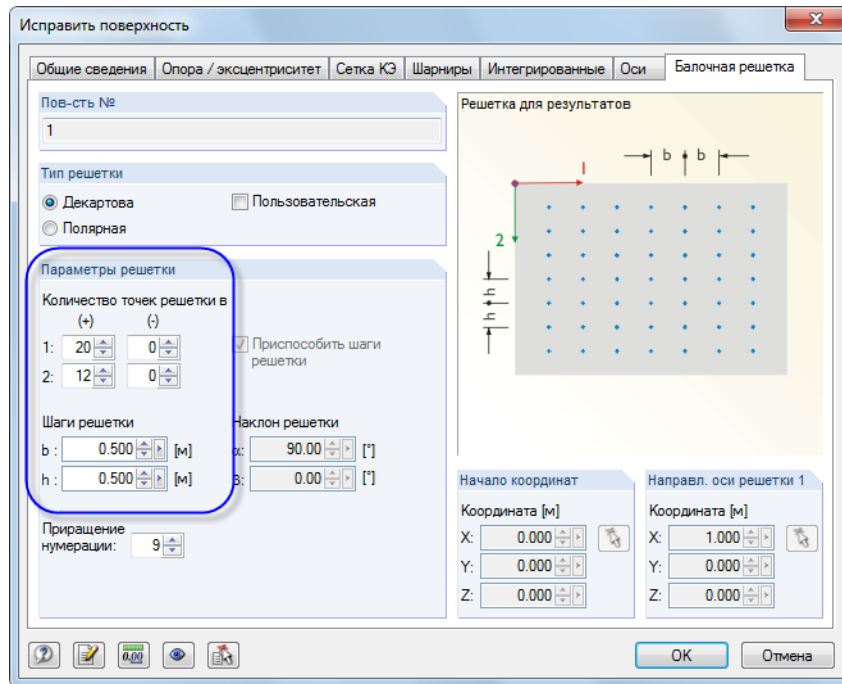 Исправить поверхность
Общие сведения Опора / эксцентриситет Сетка КЭ Шарниры Интегрированные Оси Балочная решетка
Пов-сть №
1
Тип решетки
Декартова Пользовательская
Полярная
Параметры решетки
Количество точек решетки в
(+) (-)
1: 20 0 Приспособить шаги
решетки
2: 12 0
Шаги решетки Наклон решетки
b : 0.500 [м] α: 90.00 [°]
h : 0.500 [м] β: 0.00 [°]
Приращение
нумерации: 9
Решетка для результатов
b b
1
2
h
h
Начало координат
Координата [м]
X: 0.000
Y: 0.000
Z: 0.000
Направл. оси решетки 1
Координата [м]
X: 1.000
Y: 0.000
Z: 0.000
0.00
OK Отмена